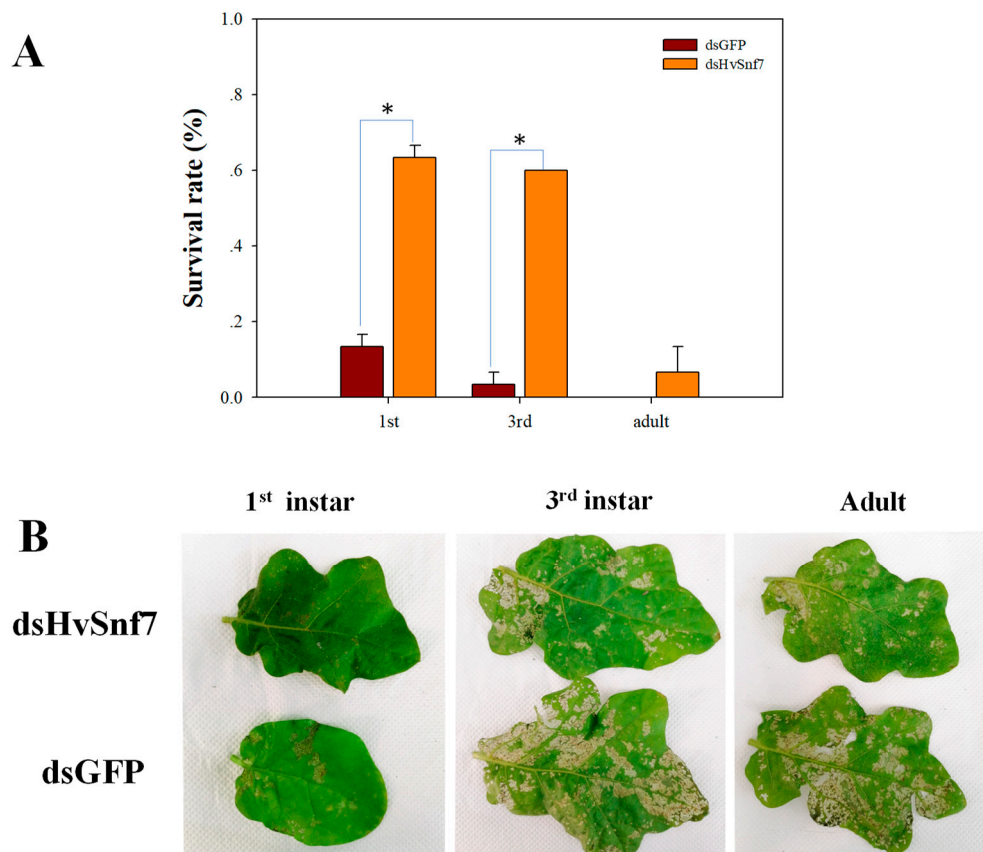 A
Survival rate (%)
1.0
.8
.6
.4
.2
0.0
dsGFP
dsHvSnf7
*
*
1st
3rd
adult
B
1st instar
3rd instar
Adult
dsHvSnf7
dsGFP